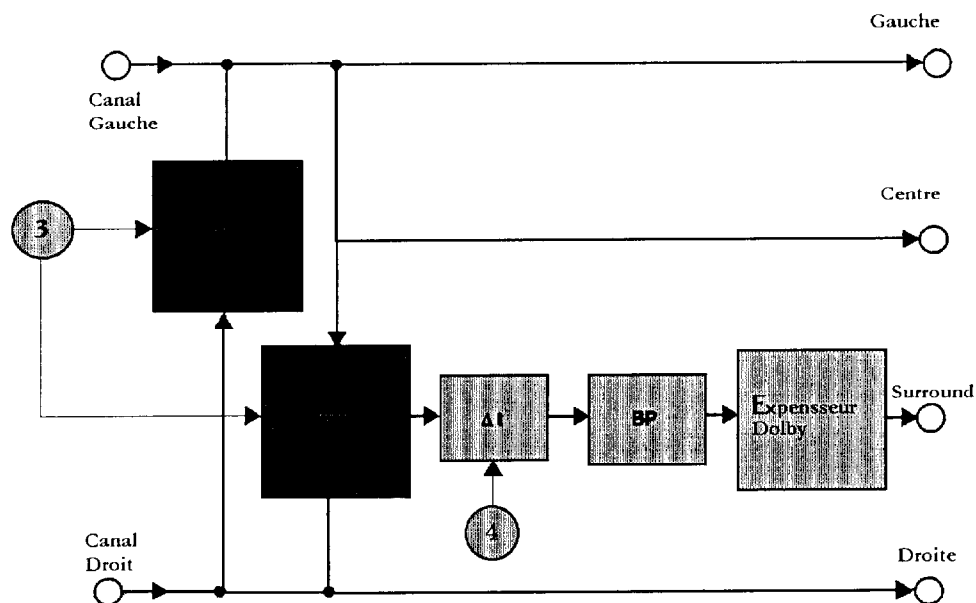 Gauche
Canal
Gauche
3
Centre
Δt
BP
Expensseur
Dolby
Surround
4
Canal
Droit
Droite